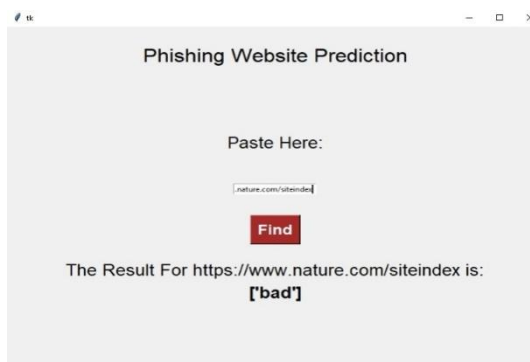 tk
Phishing Website Prediction
Paste Here:
.nature.com/siteindex
Find
The Result For https://www.nature.com/siteindex is:
['bad']